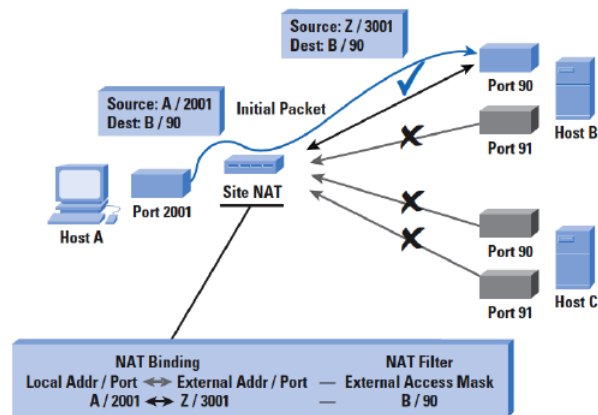 Source: Z / 3001
Dest: B / 90
Source: A / 2001
Dest: B / 90
Initial Packet
Port 90
Host B
Port 91
Site NAT
Port 2001
Host A
Port 90
Host C
Port 91
NAT Binding NAT Filter
Local Addr / Port External Addr / Port — External Access Mask
A / 2001 Z / 3001 — B / 90